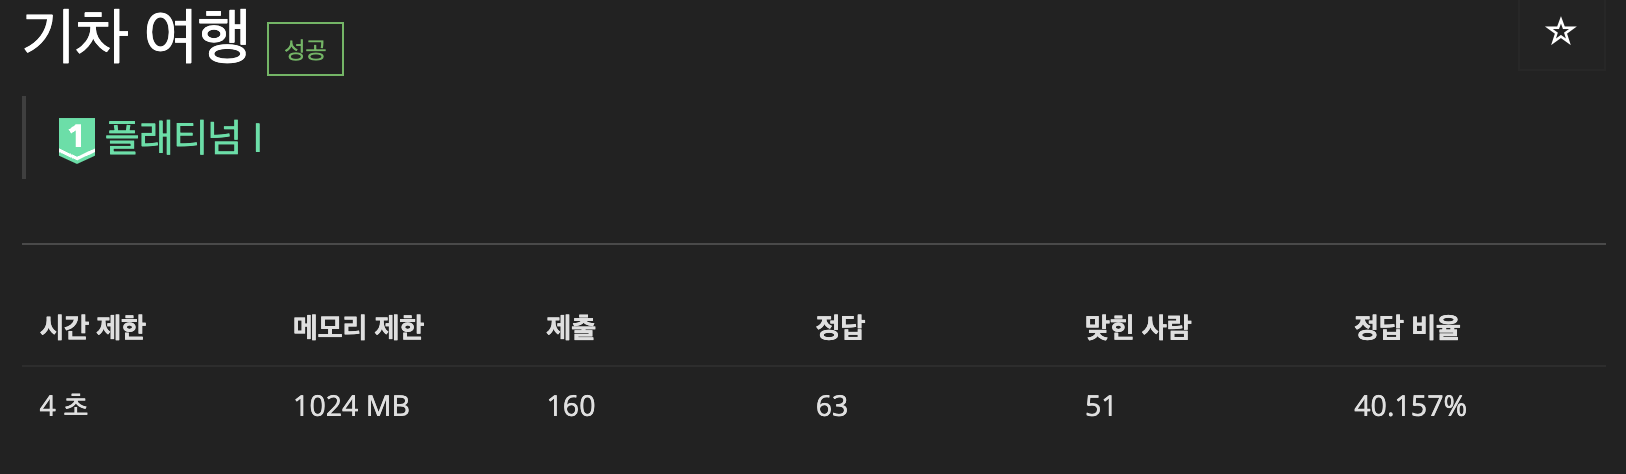 기차 여행 성공
1 플래티넘 I
시간 제한 메모리 제한 제출 정답 맞힌 사람 정답 비율
4 초 1024 MB 160 63 51 40.157%